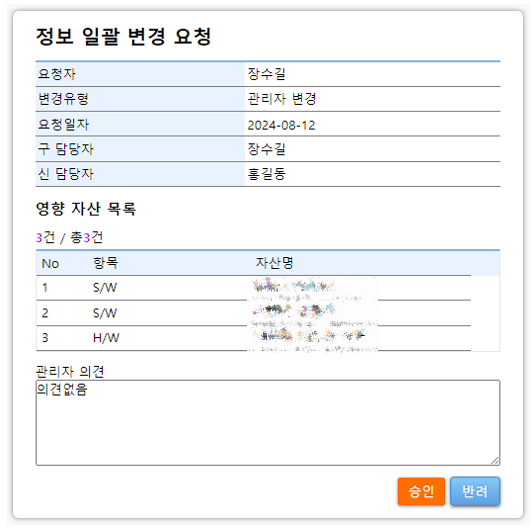 정보 일괄 변경 요청
요청자 장수길
변경유형 관리자 변경
요청일자 2024-08-12
구 담당자 장수길
신 담당자 홍길동
영향 자산 목록
3건 / 총3건
No 항목 자산명
1 S/W
2 S/W
3 H/W
관리자 의견
의견없음
승인 반려